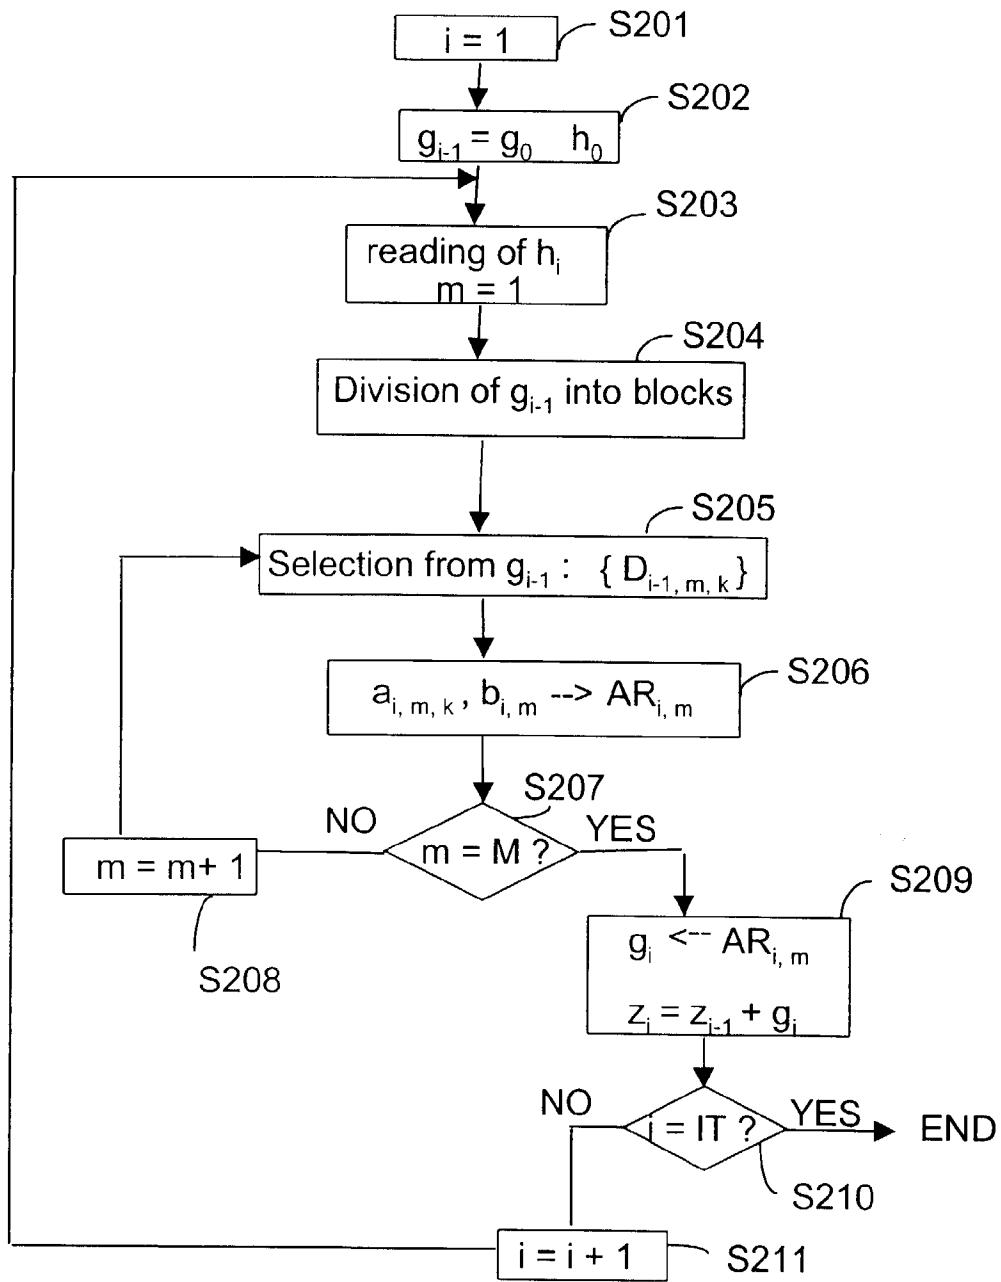 i = 1
S201
S202
g_{i-1} = g_0 h_0
S203
reading of h_i
m = 1
S204
Division of g_{i-1} into blocks
S205
Selection from g_{i-1} : { D_{i-1, m, k} }
S206
a_{i, m, k} , b_{i, m} --> AR_{i, m}
S207
NO
YES
m = M ?
m = m+ 1
S208
S209
g_i <-- AR_{i, m}
z_i = z_{i-1} + g_i
NO
YES
i = IT ?
END
S210
i = i + 1
S211